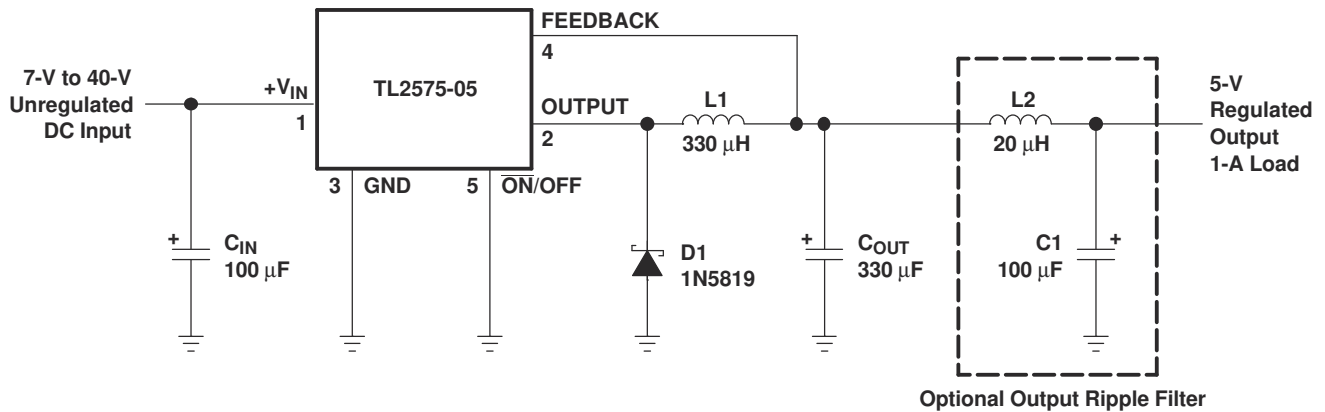 FEEDBACK
4
7-V to 40-V
Unregulated
DC Input
+VIN
1
TL2575-05
OUTPUT
2
L1
330 μH
L2
20 μH
5-V
Regulated
Output
1-A Load
3 GND
5 ON/OFF
+
CIN
100 μF
D1
1N5819
+
COUT
330 μF
C1
100 μF
+
Optional Output Ripple Filter